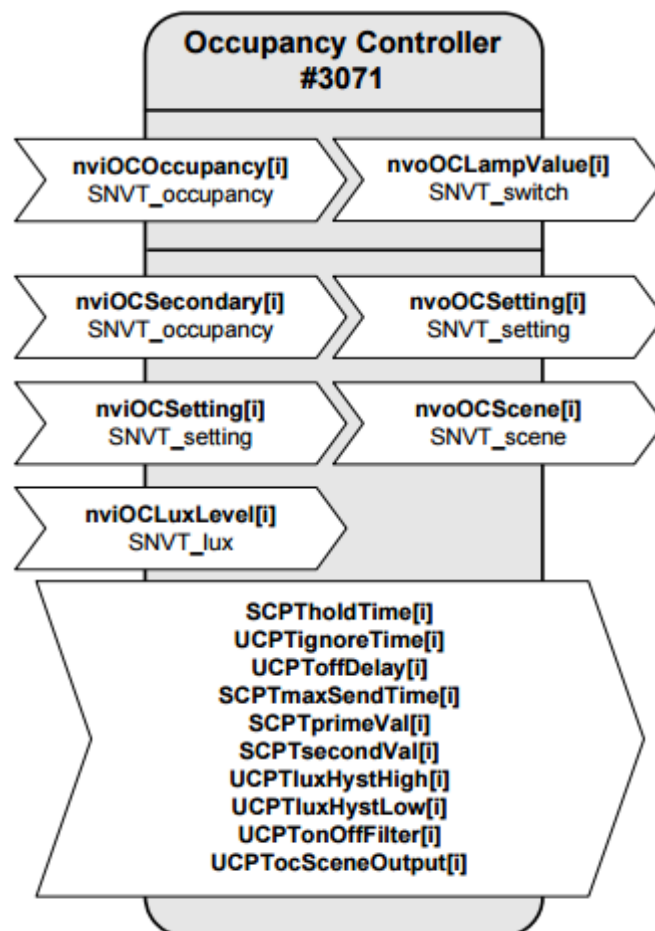 Occupancy Controller
#3071
nviOCOccupancy[i]
SNVT_occupancy
nvoOCLampValue[i]
SNVT_switch
nviOCSecondary[i]
SNVT_occupancy
nvoOCSetting[i]
SNVT_setting
nviOCSetting[i]
SNVT_setting
nvoOCScene[i]
SNVT_scene
nviOCLuxLevel[i]
SNVT_lux
SCPTholdTime[i]
UCPTignoreTime[i]
UCPToffDelay[i]
SCPTmaxSendTime[i]
SCPTprimeVal[i]
SCPTsecondVal[i]
UCPTluxHystHigh[i]
UCPTluxHystLow[i]
UCPTonOffFilter[i]
UCPTocSceneOutput[i]